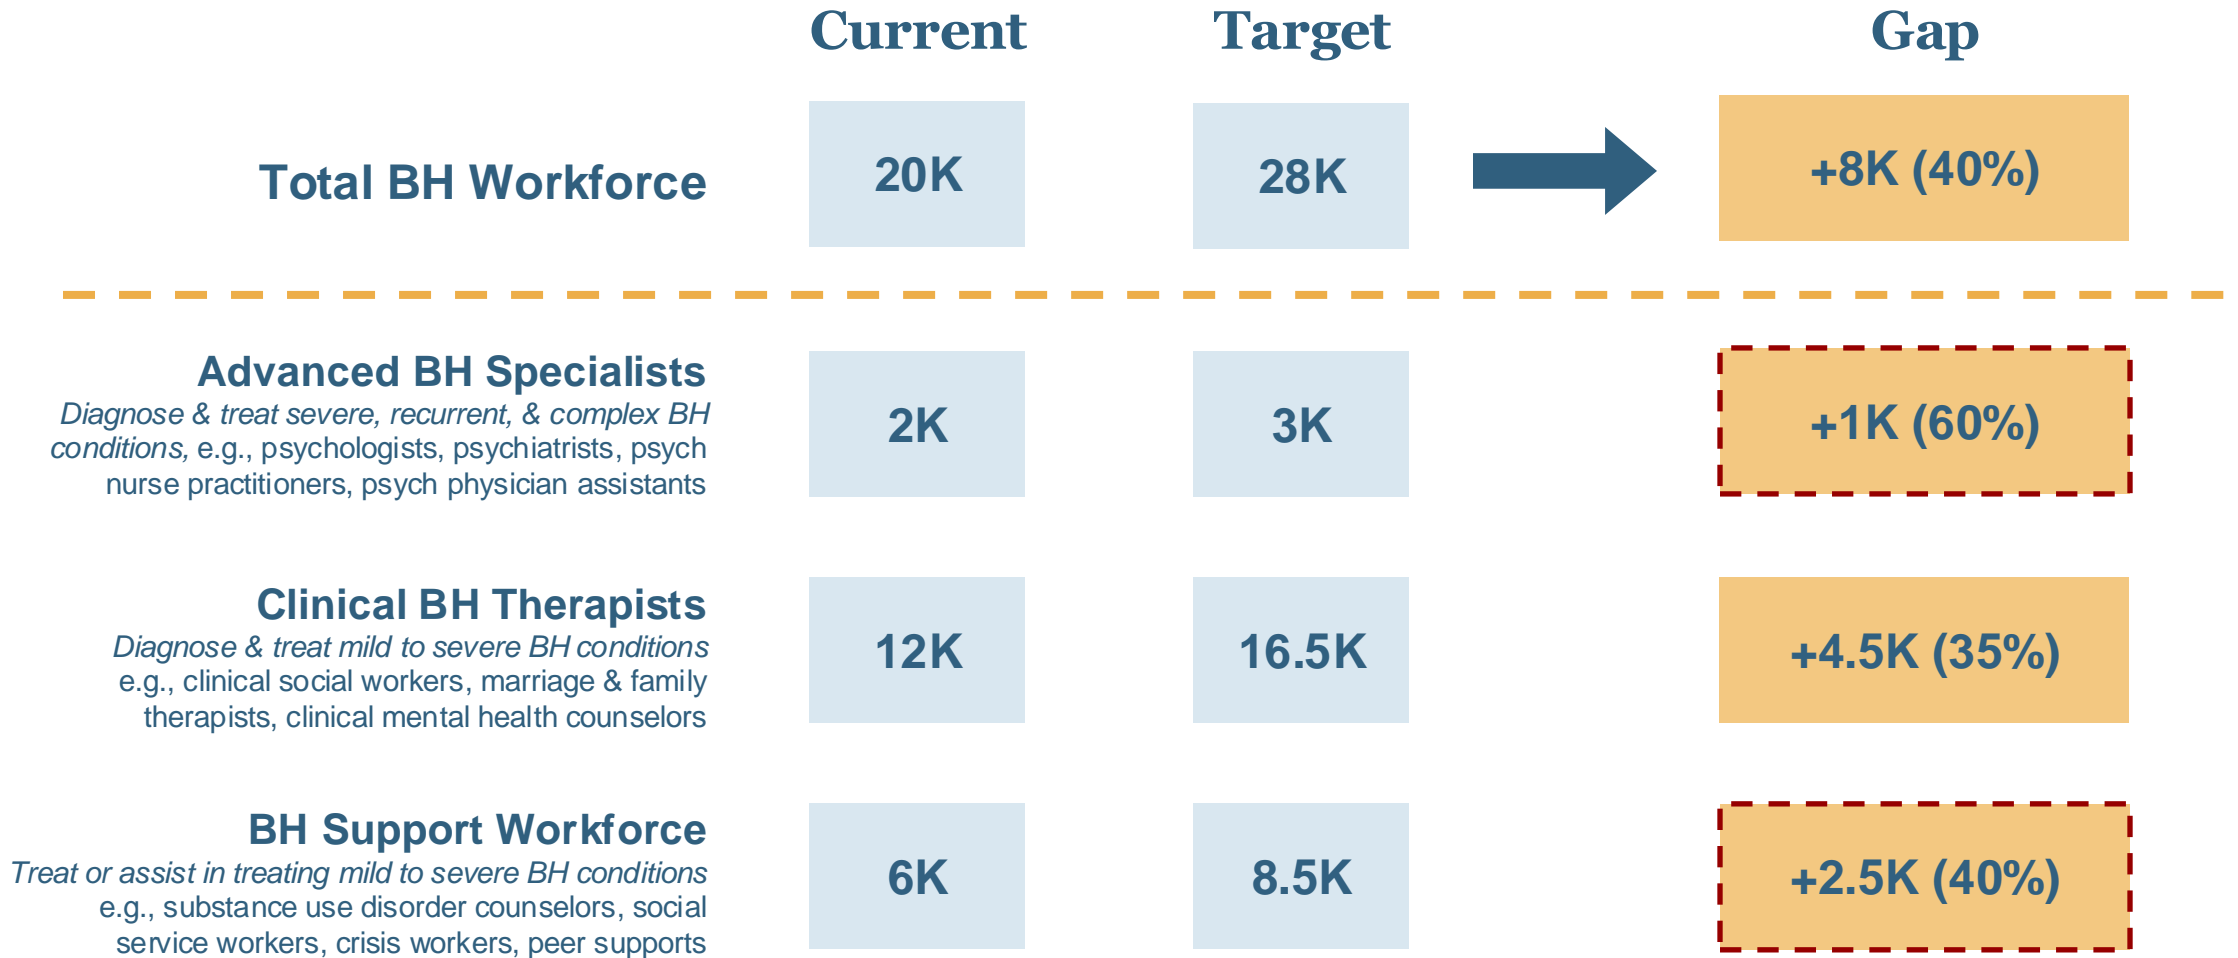 Current Target Gap
Total BH Workforce 20K 28K +8K (40%)
Advanced BH Specialists
Diagnose & treat severe, recurrent, & complex BH
conditions, e.g., psychologists, psychiatrists, psych
nurse practitioners, psych physician assistants
2K 3K +1K (60%)
Clinical BH Therapists
Diagnose & treat mild to severe BH conditions
e.g., clinical social workers, marriage & family
therapists, clinical mental health counselors
12K 16.5K +4.5K (35%)
BH Support Workforce
Treat or assist in treating mild to severe BH conditions
e.g., substance use disorder counselors, social
service workers, crisis workers, peer supports
6K 8.5K +2.5K (40%)